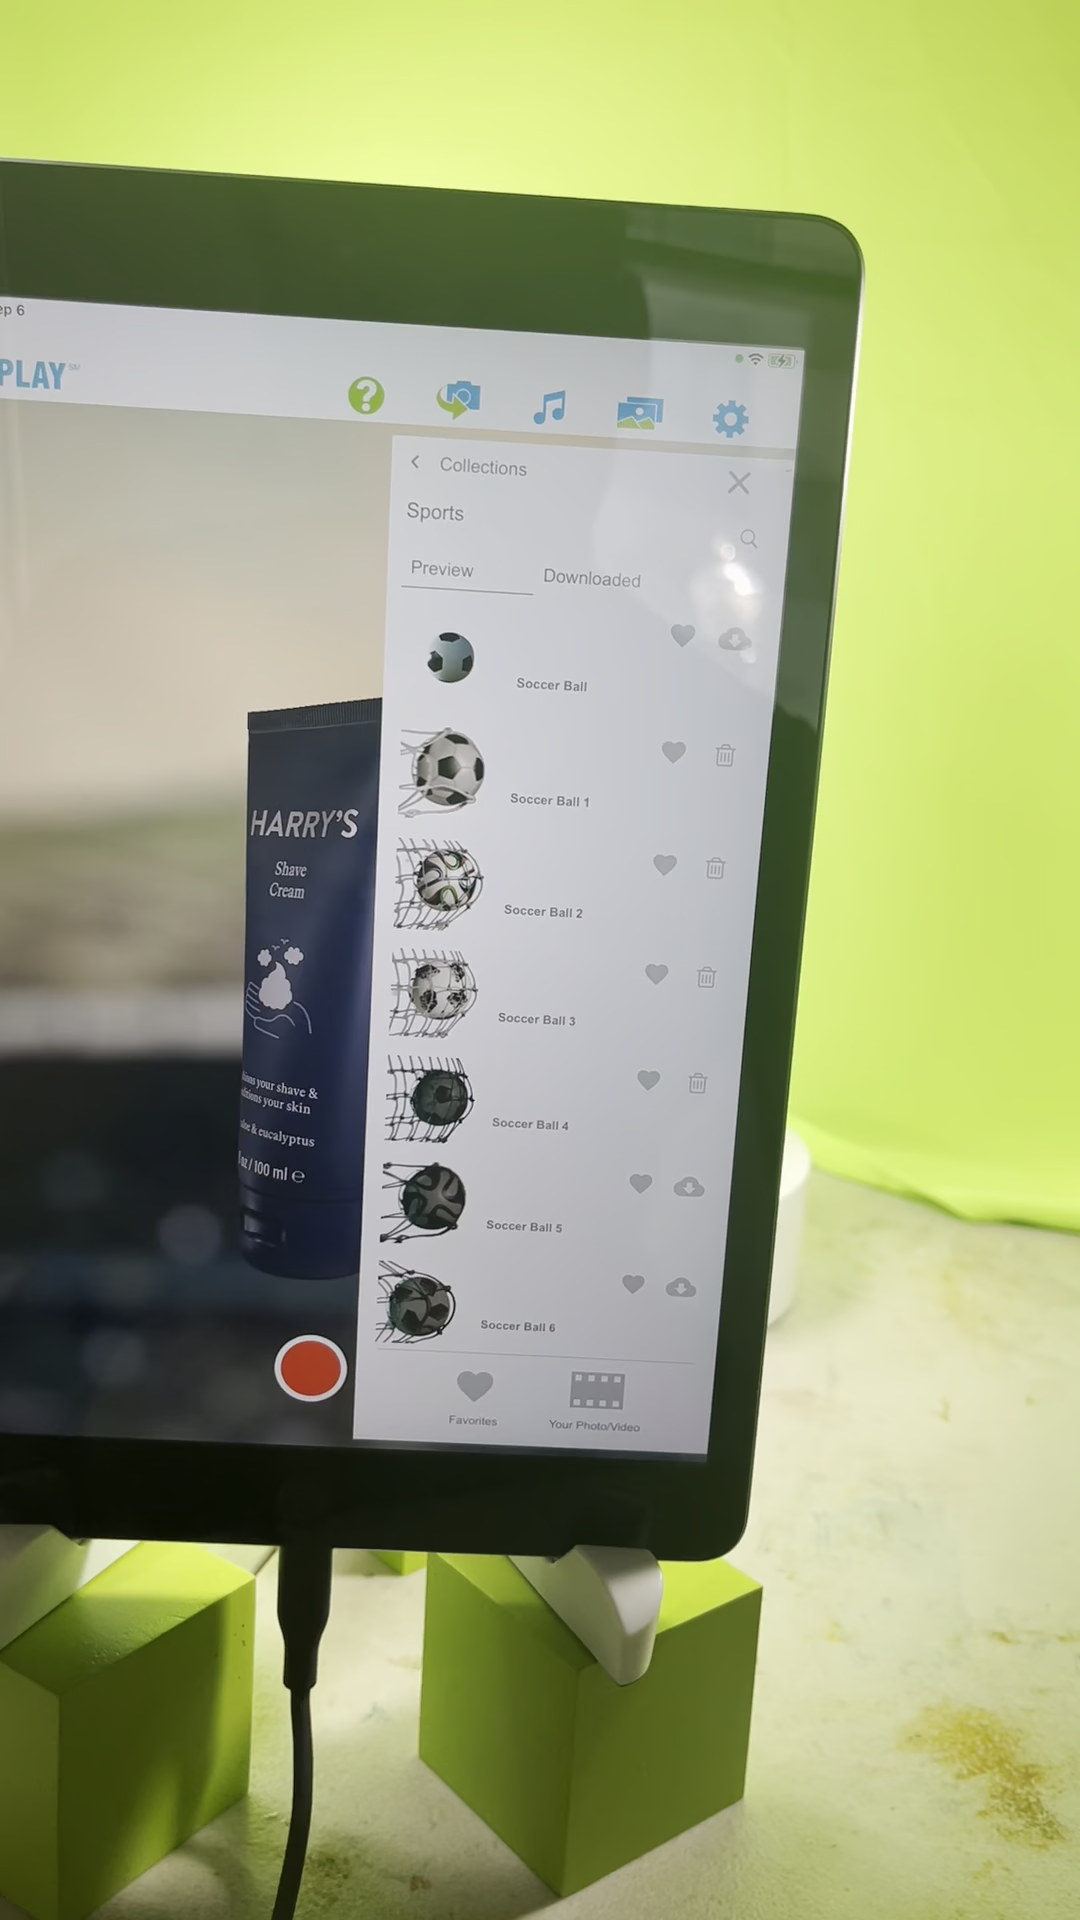 ep 6
PLAY℠
Collections
Sports
Preview
Downloaded
Soccer Ball
Soccer Ball 1
Soccer Ball 2
Soccer Ball 3
Soccer Ball 4
Soccer Ball 5
Soccer Ball 6
Favorites
Your Photo/Video
HARRY'S
Shave
Cream
your shave &
your skin
& eucalyptus
oz / 100 ml ℮